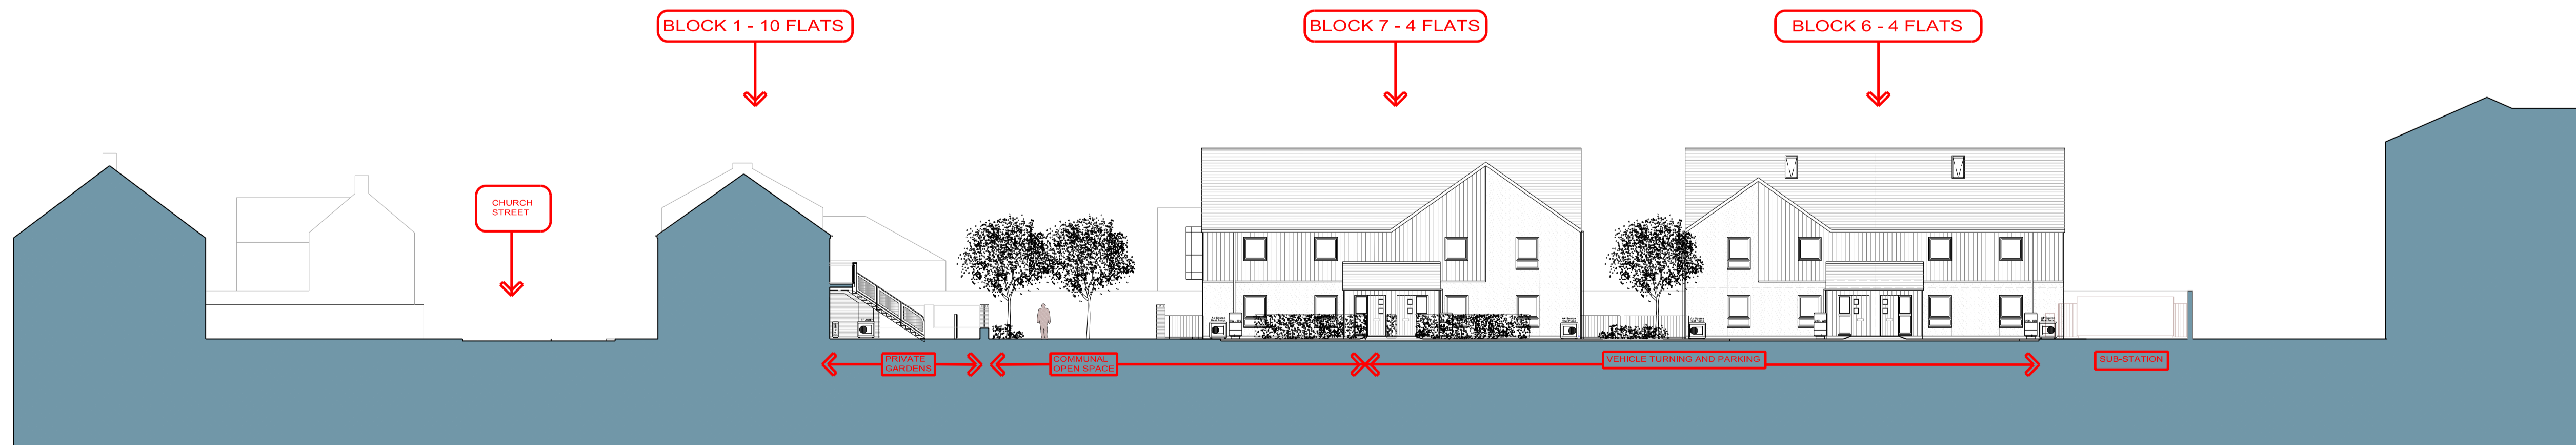 BLOCK 1 - 10 FLATS
BLOCK 7 - 4 FLATS
BLOCK 6 - 4 FLATS
CHURCH
STREET
PRIVATE
GARDENS
COMMUNAL
OPEN SPACE
VEHICLE TURNING AND PARKING
SUB-STATION